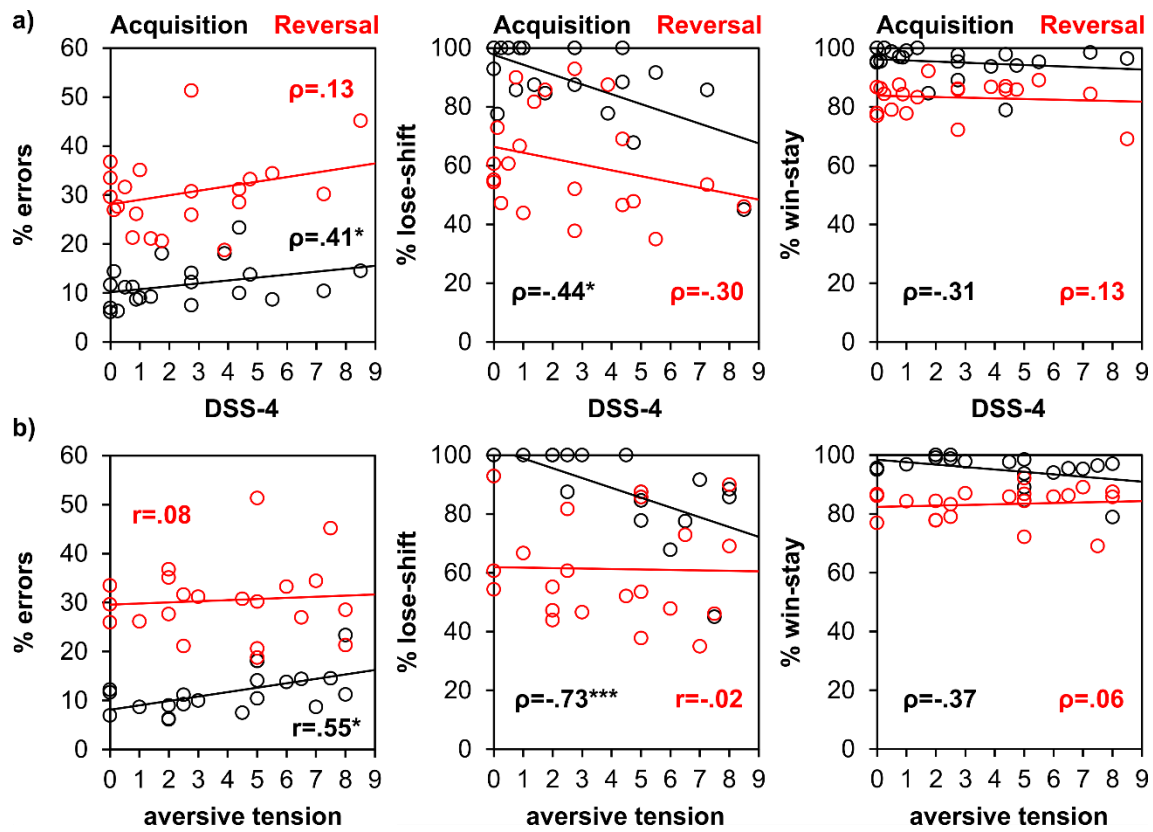 a)
Acquisition Reversal
60
50
40
30
20
10
0
% errors
ρ=.13
ρ=.41*
0 1 2 3 4 5 6 7 8 9
DSS-4
Acquisition Reversal
100
80
60
40
20
0
% lose-shift
ρ=-.44*
ρ=-.30
0 1 2 3 4 5 6 7 8 9
DSS-4
Acquisition Reversal
100
80
60
40
20
0
% win-stay
ρ=-.31
ρ=.13
0 1 2 3 4 5 6 7 8 9
DSS-4
b)
60
50
40
30
20
10
0
% errors
r=.08
r=.55*
0 1 2 3 4 5 6 7 8 9
aversive tension
100
80
60
40
20
0
% lose-shift
ρ=-.73***
r=-.02
0 1 2 3 4 5 6 7 8 9
aversive tension
100
80
60
40
20
0
% win-stay
ρ=-.37
ρ=.06
0 1 2 3 4 5 6 7 8 9
aversive tension